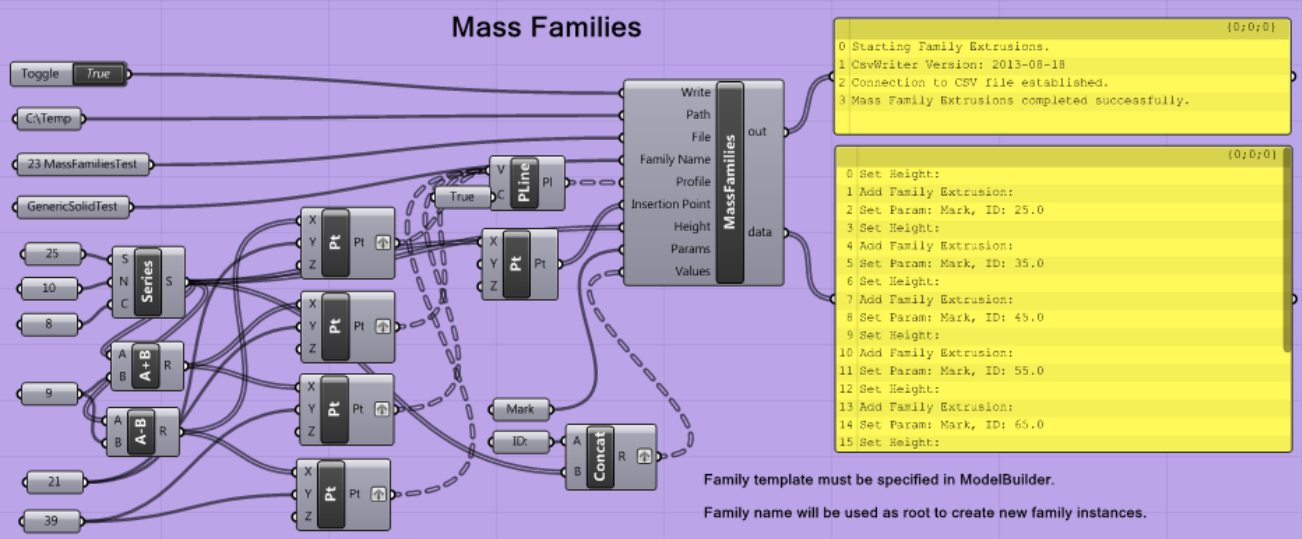 Mass Families
Toggle True
C:\Temp
23 MassFamiliesTest
GenericSolidTest
25
10
8
S
N
C
Series
S
A
B
A+B
R
9
A
B
A-B
R
21
39
X
Y
Z
Pt
Pt
X
Y
Z
Pt
Pt
X
Y
Z
Pt
Pt
X
Y
Z
Pt
Pt
V
C
PLine
Pl
True
X
Y
Z
Pt
Pt
Mark
ID:
A
B
Concat
R
Write
Path
File
Family Name
Profile
Insertion Point
Height
Params
Values
MassFamilies
out
data
{0;0;0}
0 Starting Family Extrusions.
1 CsvWriter Version: 2013-08-18
2 Connection to CSV file established.
3 Mass Family Extrusions completed successfully.
{0;0;0}
0 Set Height:
1 Add Family Extrusion:
2 Set Param: Mark, ID: 25.0
3 Set Height:
4 Add Family Extrusion:
5 Set Param: Mark, ID: 35.0
6 Set Height:
7 Add Family Extrusion:
8 Set Param: Mark, ID: 45.0
9 Set Height:
10 Add Family Extrusion:
11 Set Param: Mark, ID: 55.0
12 Set Height:
13 Add Family Extrusion:
14 Set Param: Mark, ID: 65.0
15 Set Height:
Family template must be specified in ModelBuilder.
Family name will be used as root to create new family instances.